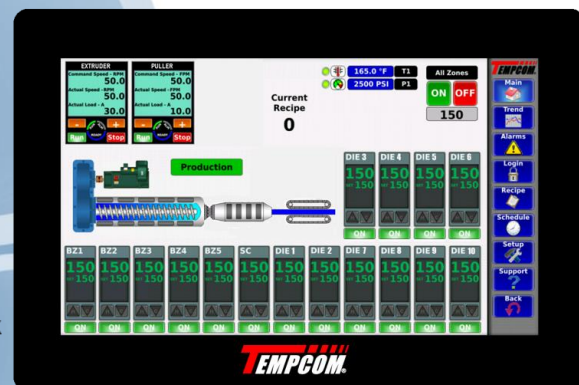 EXTRUDER
Command Speed - RPM
50.0
Actual Speed - RPM
50.0
Actual Load - A
30.0
- +
Run READY Stop
PULLER
Command Speed - FPM
50.0
Actual Speed - FPM
50.0
Actual Load - A
10.0
- +
Run READY Stop
Current
Recipe
0
165.0 °F T1
2500 PSI P1
All Zones
ON OFF
150
Production
DIE 3 DIE 4 DIE 5 DIE 6
150 150 150 150
150 150 150 150
ON ON ON ON
BZ1 BZ2 BZ3 BZ4 BZ5 SC DIE 1 DIE 2 DIE 7 DIE 8 DIE 9 DIE 10
150 150 150 150 150 150 150 150 150 150 150 150
150 150 150 150 150 150 150 150 150 150 150 150
ON ON ON ON ON ON ON ON ON ON ON ON
TEMPCOM.
Main
Trend
Alarms
Login
Recipe
Schedule
Setup
Support
?
Back
TEMPCOM.